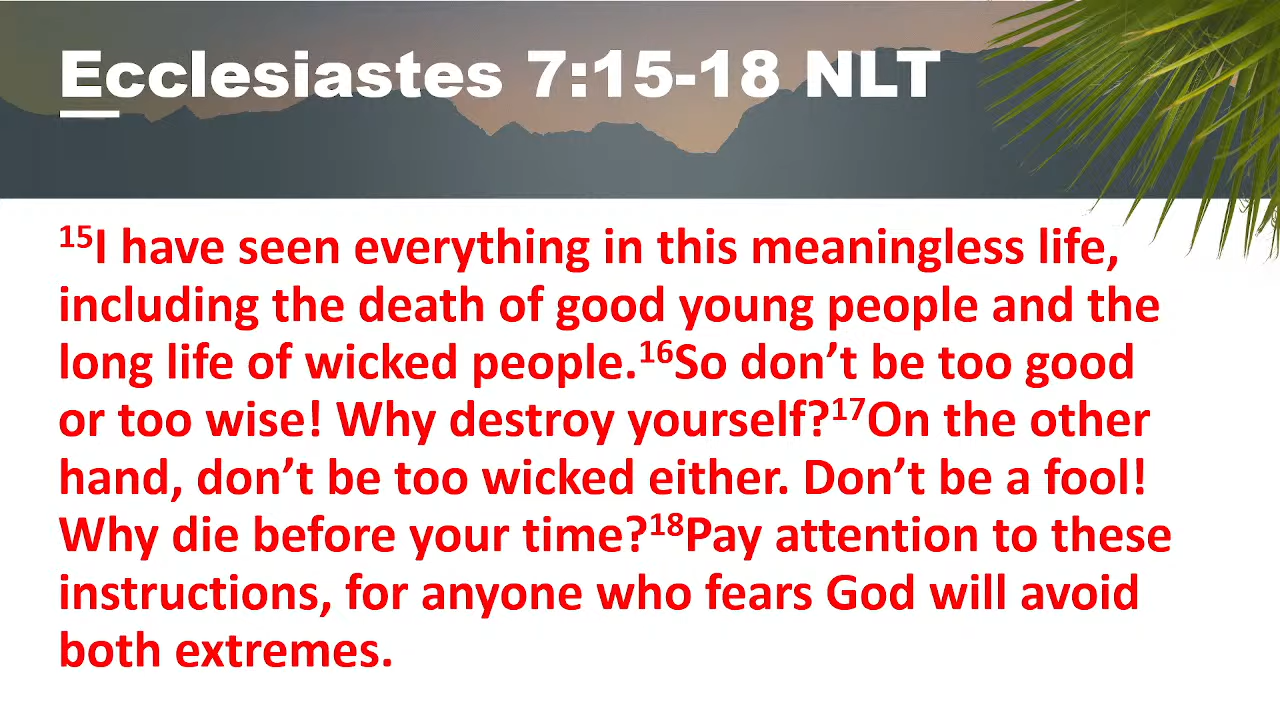 Ecclesiastes 7:15-18 NLT
¹⁵I have seen everything in this meaningless life,
including the death of good young people and the
long life of wicked people.¹⁶So don’t be too good
or too wise! Why destroy yourself?¹⁷On the other
hand, don’t be too wicked either. Don’t be a fool!
Why die before your time?¹⁸Pay attention to these
instructions, for anyone who fears God will avoid
both extremes.